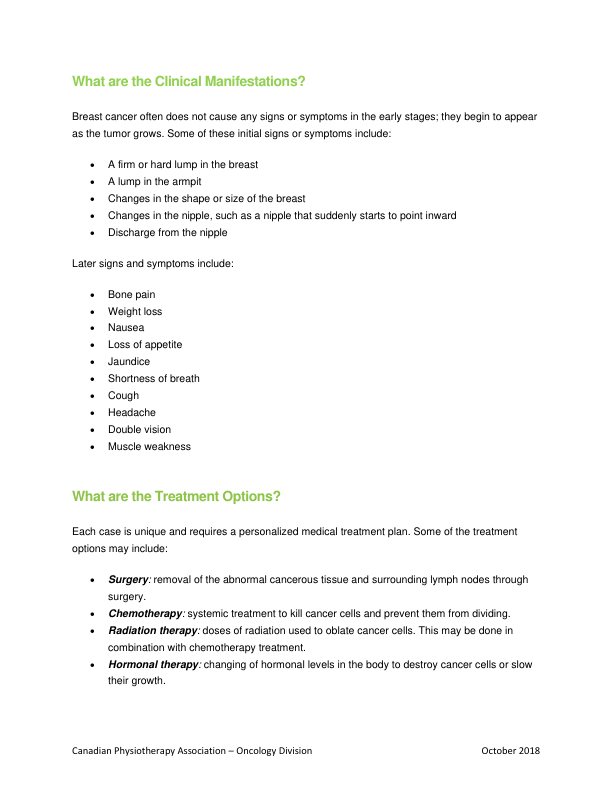 What are the Clinical Manifestations?
Breast cancer often does not cause any signs or symptoms in the early stages; they begin to appear
as the tumor grows. Some of these initial signs or symptoms include:
• A firm or hard lump in the breast
• A lump in the armpit
• Changes in the shape or size of the breast
• Changes in the nipple, such as a nipple that suddenly starts to point inward
• Discharge from the nipple
Later signs and symptoms include:
• Bone pain
• Weight loss
• Nausea
• Loss of appetite
• Jaundice
• Shortness of breath
• Cough
• Headache
• Double vision
• Muscle weakness
What are the Treatment Options?
Each case is unique and requires a personalized medical treatment plan. Some of the treatment
options may include:
• Surgery: removal of the abnormal cancerous tissue and surrounding lymph nodes through
surgery.
• Chemotherapy: systemic treatment to kill cancer cells and prevent them from dividing.
• Radiation therapy: doses of radiation used to oblate cancer cells. This may be done in
combination with chemotherapy treatment.
• Hormonal therapy: changing of hormonal levels in the body to destroy cancer cells or slow
their growth.
Canadian Physiotherapy Association – Oncology Division October 2018